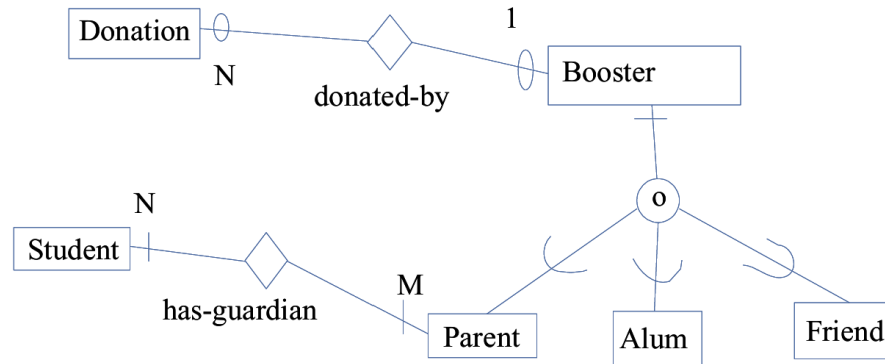 Donation
N
donated-by
1
Booster
o
N
Student
has-guardian
M
Parent
Alum
Friend